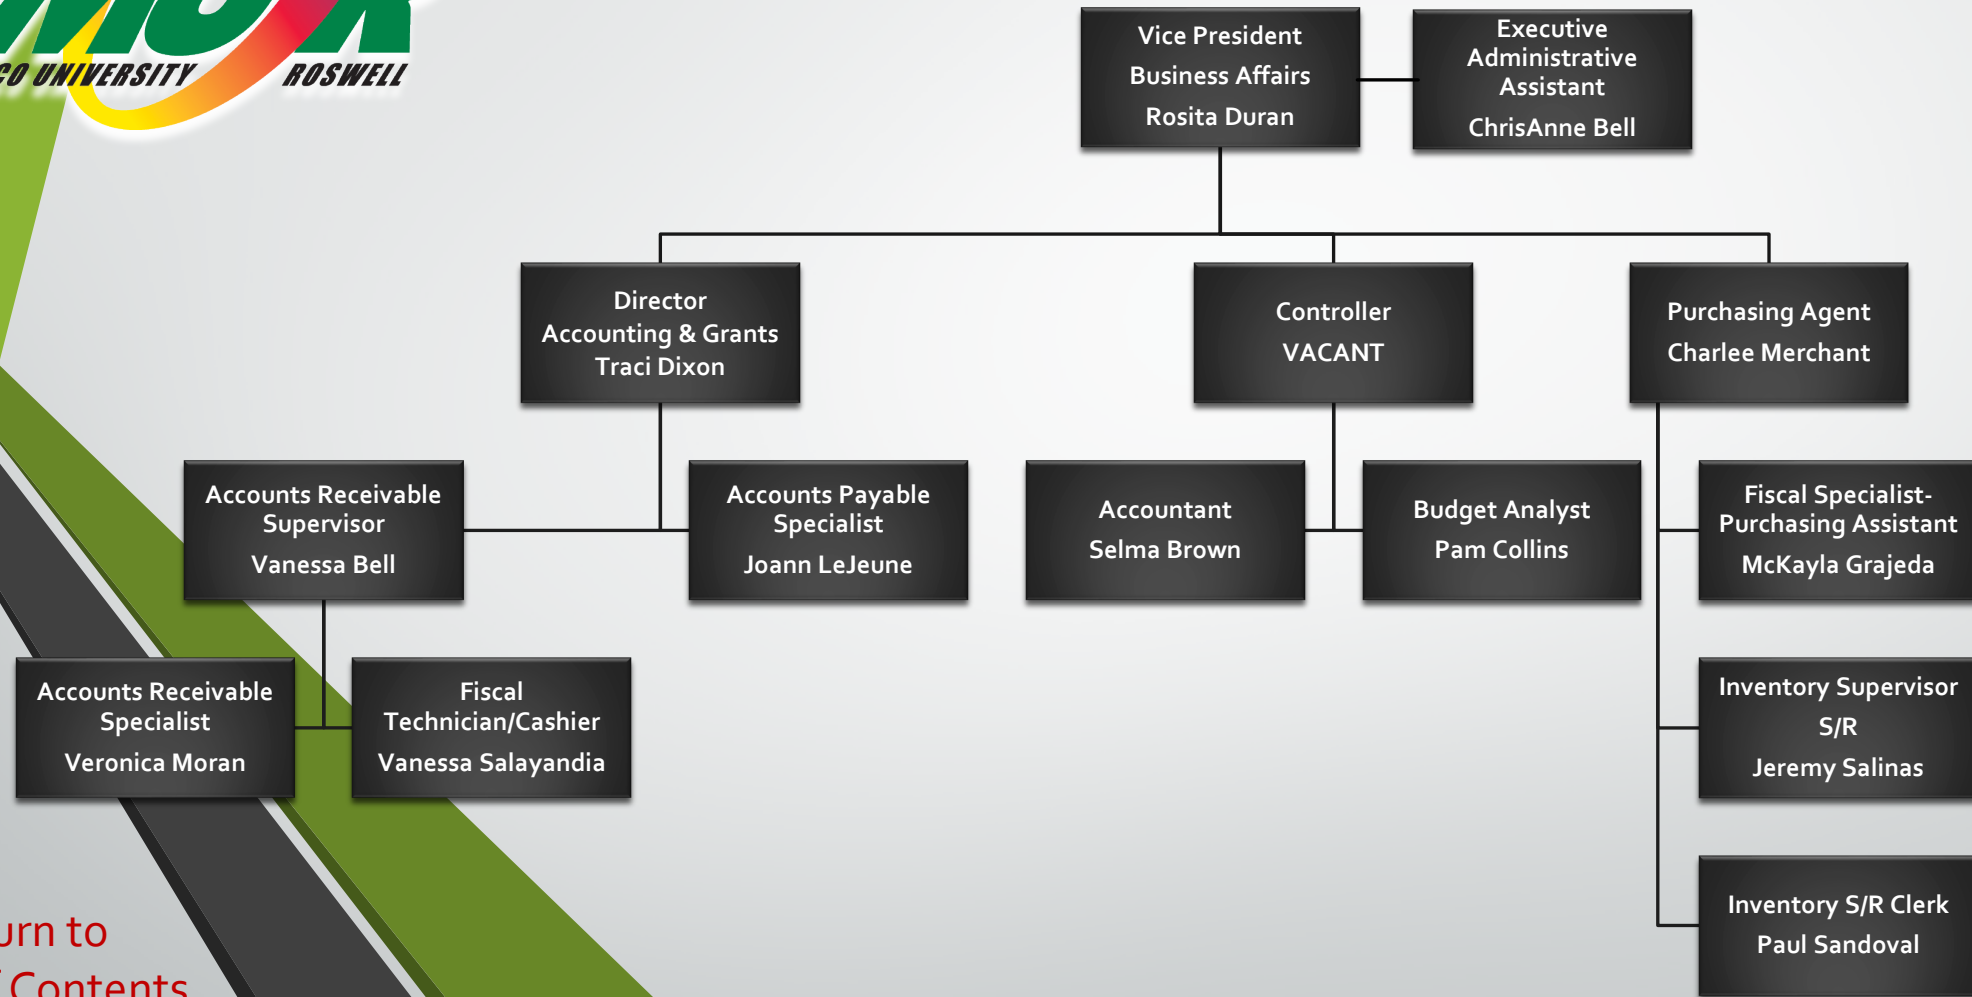 UNIVERSITY ROSWELL
Vice President
Business Affairs
Rosita Duran
Executive
Administrative
Assistant
ChrisAnne Bell
Director
Accounting & Grants
Traci Dixon
Controller
VACANT
Purchasing Agent
Charlee Merchant
Accounts Receivable
Supervisor
Vanessa Bell
Accounts Payable
Specialist
Joann LeJeune
Accountant
Selma Brown
Budget Analyst
Pam Collins
Fiscal Specialist-
Purchasing Assistant
McKayla Grajeda
Accounts Receivable
Specialist
Veronica Moran
Fiscal
Technician/Cashier
Vanessa Salayandia
Inventory Supervisor
S/R
Jeremy Salinas
Inventory S/R Clerk
Paul Sandoval
to
Contents